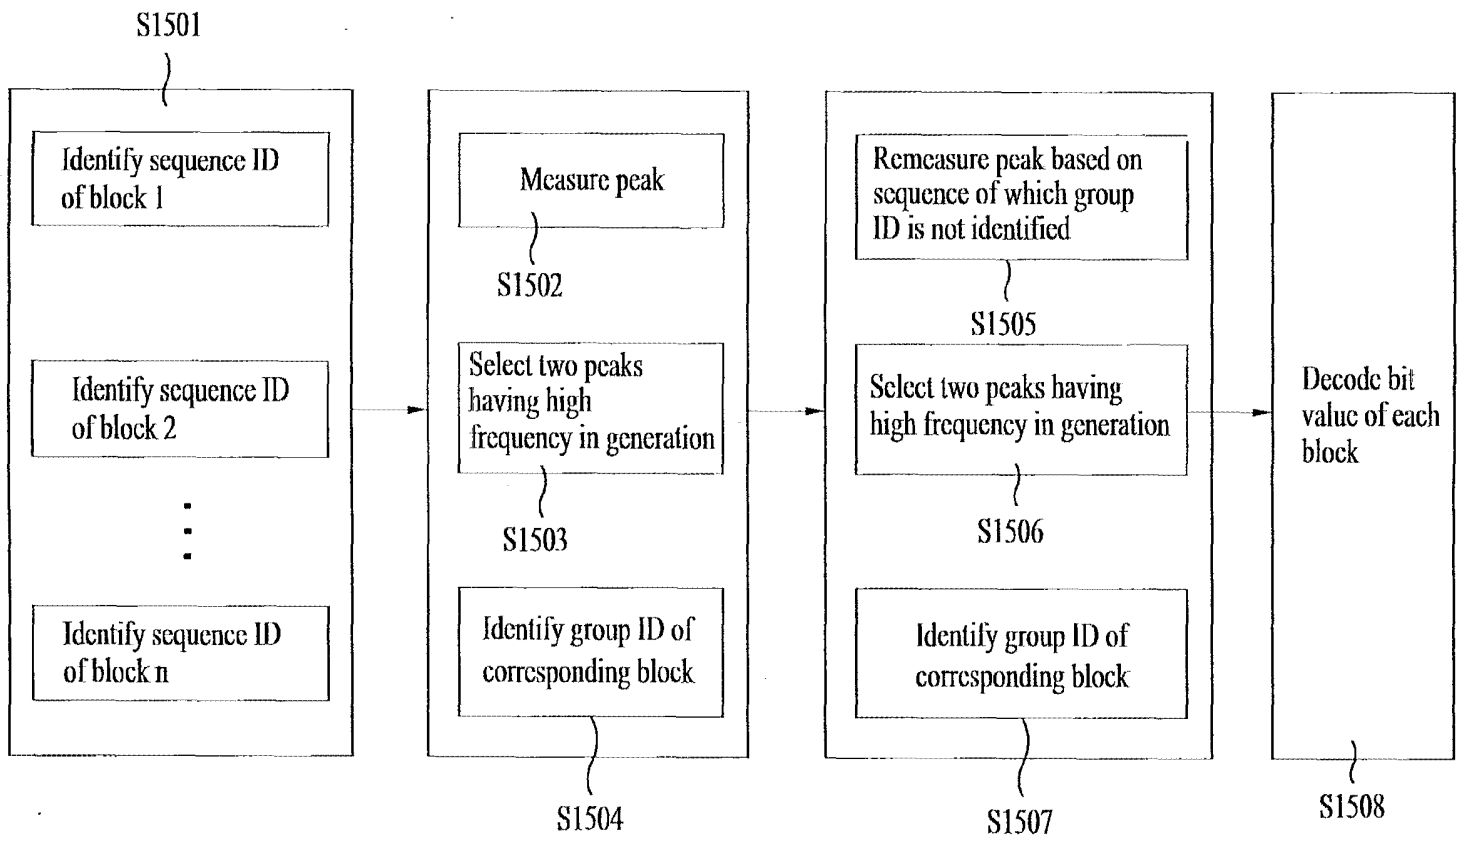 S1501
Identify sequence ID
of block 1
Identify sequence ID
of block 2
Identify sequence ID
of block n
Measure peak
S1502
Select two peaks
having high
frequency in generation
S1503
Identify group ID of
corresponding block
S1504
Remeasure peak based on
sequence of which group
ID is not identified
S1505
Select two peaks having
high frequency in generation
S1506
Identify group ID of
corresponding block
S1507
Decode bit
value of each
block
S1508